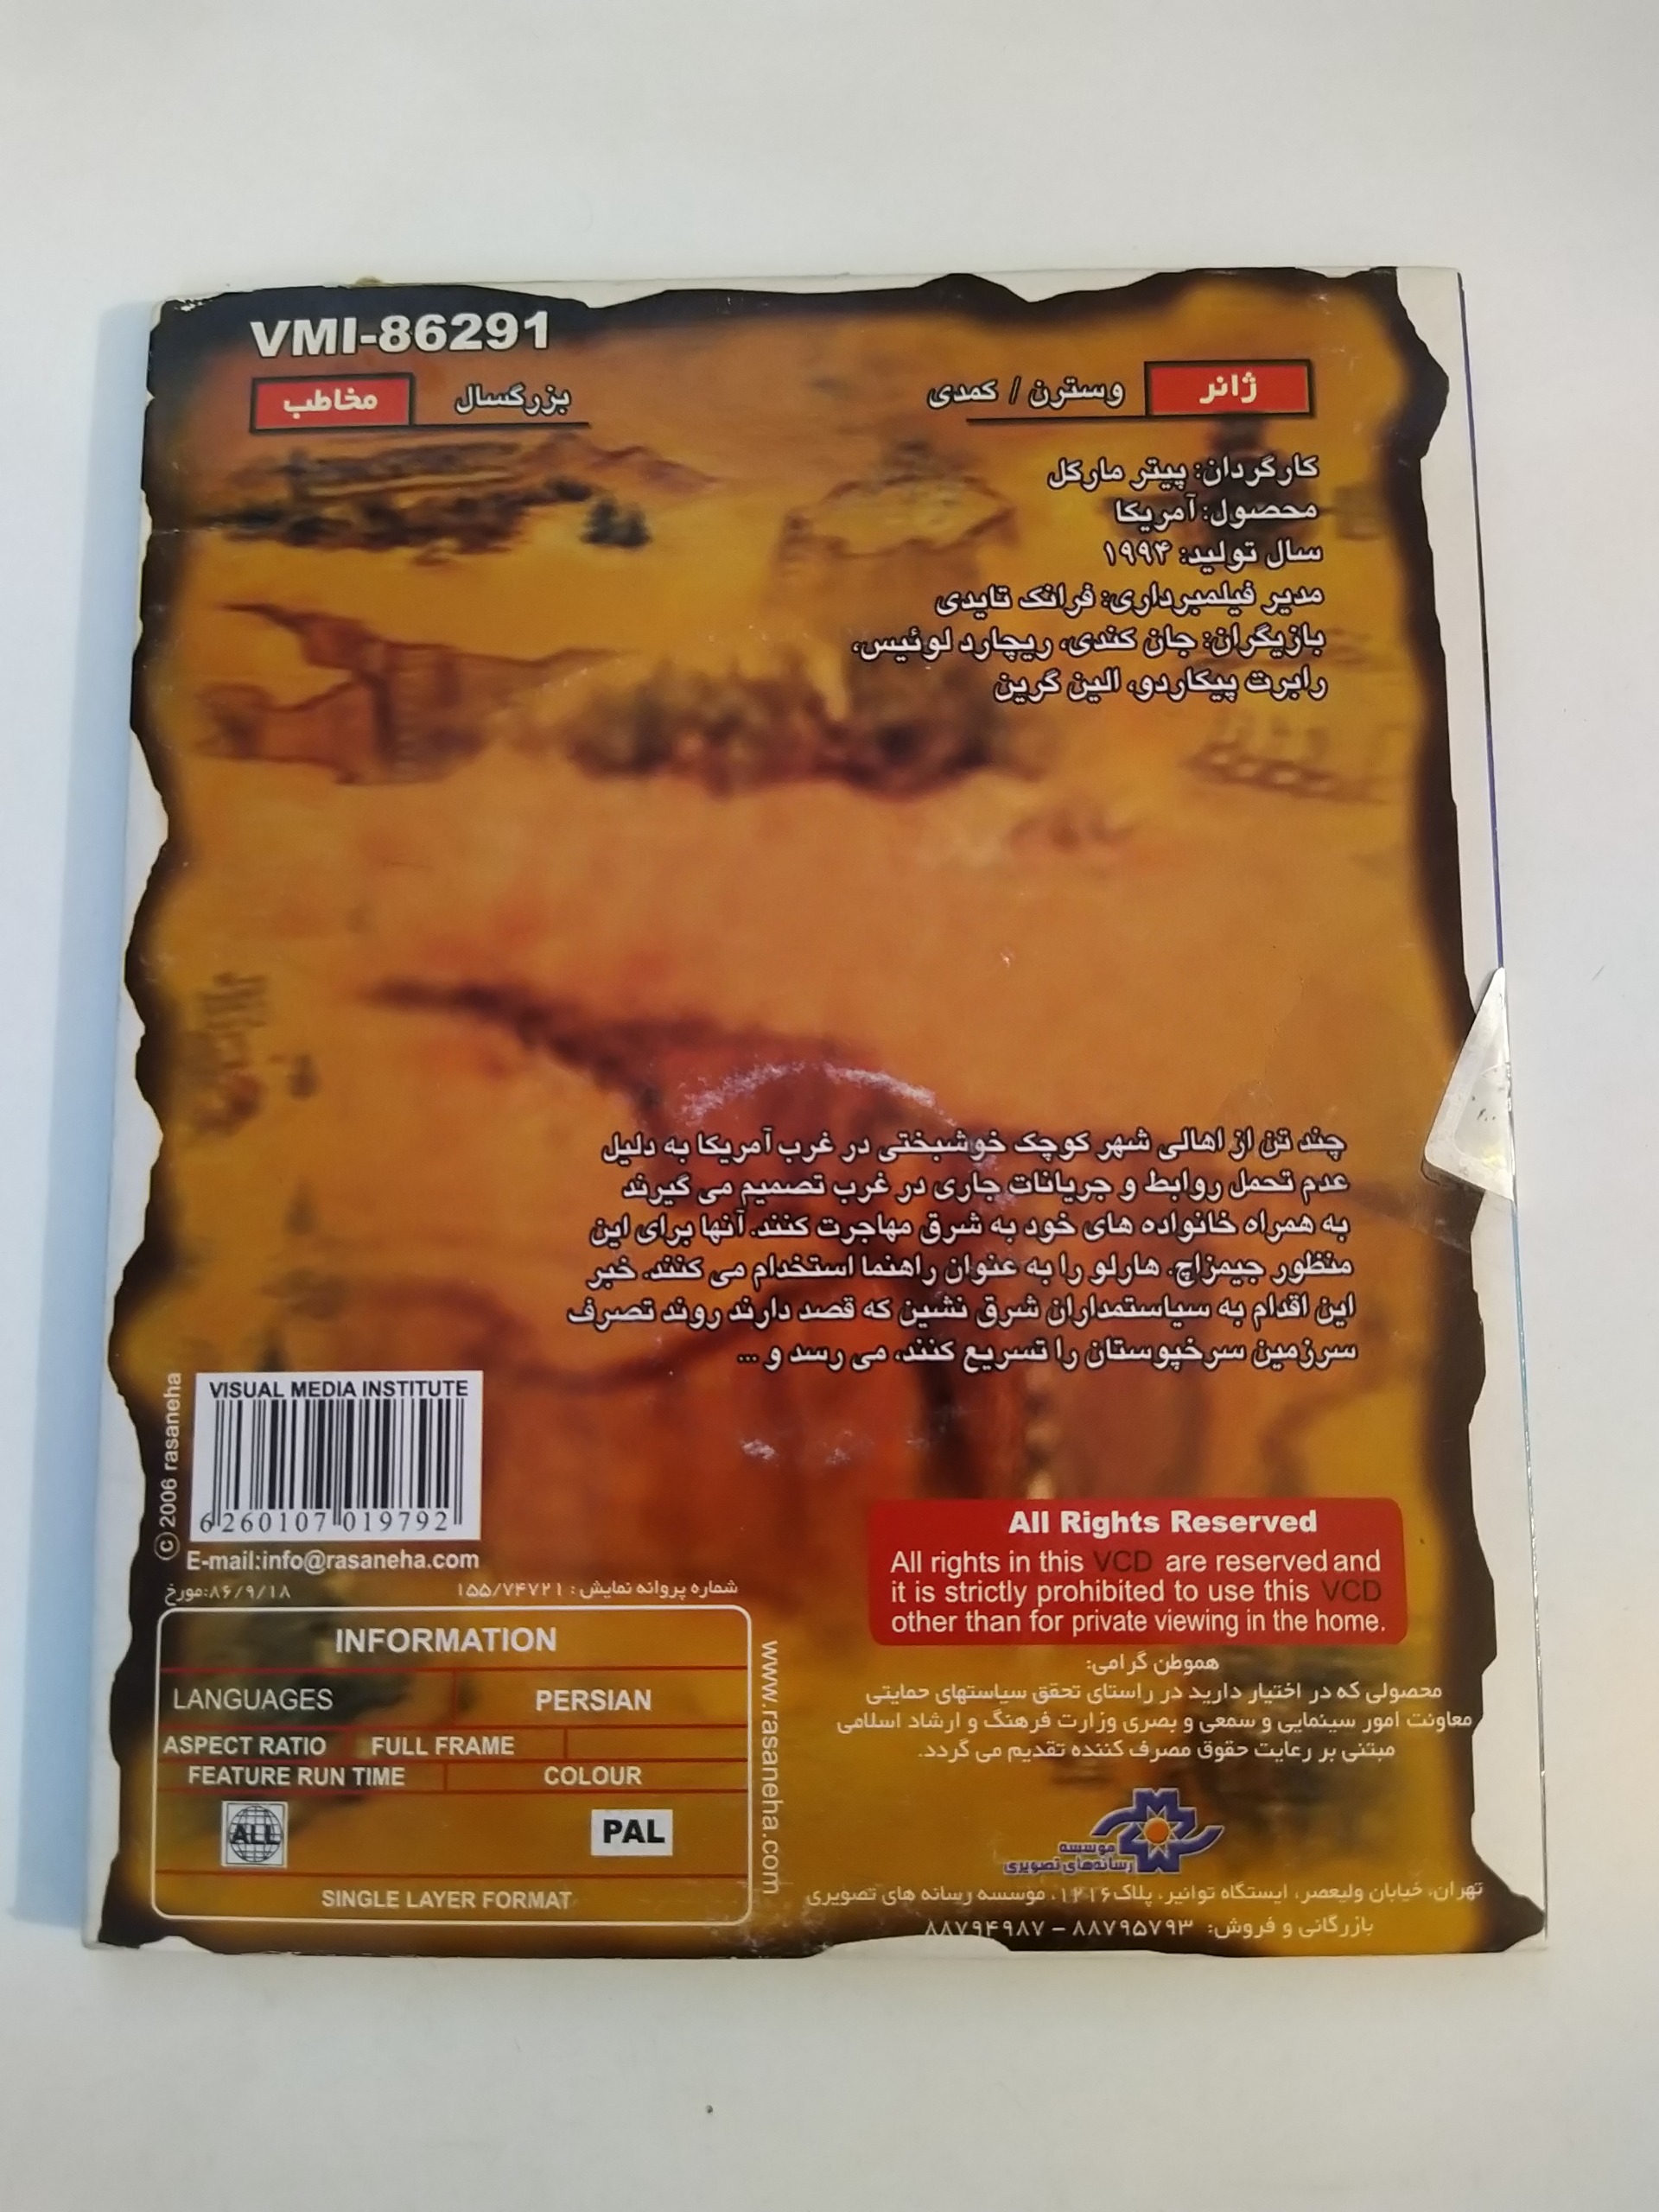 VMI-86291
ژانر وسترن / کمدی
مخاطب بزرگسال
کارگردان: پیتر مارکل
محصول: آمریکا
سال تولید: ۱۹۹۴
مدیر فیلمبرداری: فرانک تایدی
بازیگران: جان کندی، ریچارد لوئیس،
رابرت پیکاردو، الین گرین
چند تن از اهالی شهر کوچک خوشبختی در غرب آمریکا به دلیل
عدم تحمل روابط و جریانات جاری در غرب تصمیم می گیرند
به همراه خانواده های خود به شرق مهاجرت کنند. آنها برای این
منظور جیمزاچ. هارلو را به عنوان راهنما استخدام می کنند. خبر
این اقدام به سیاستمداران شرق نشین که قصد دارند روند تصرف
سرزمین سرخپوستان را تسریع کنند، می رسد و ...
© 2006 rasaneha
VISUAL MEDIA INSTITUTE
6 260107 019792
E-mail:info@rasaneha.com
شماره پروانه نمایش : ۱۵۵/۷۴۷۲۱ مورخ:۸۶/۹/۱۸
INFORMATION
LANGUAGES PERSIAN
ASPECT RATIO FULL FRAME
FEATURE RUN TIME COLOUR
ALL PAL
SINGLE LAYER FORMAT
www.rasaneha.com
All Rights Reserved
All rights in this VCD are reserved and
it is strictly prohibited to use this VCD
other than for private viewing in the home.
هموطن گرامی:
محصولی که در اختیار دارید در راستای تحقق سیاستهای حمایتی
معاونت امور سینمایی و سمعی و بصری وزارت فرهنگ و ارشاد اسلامی
مبتنی بر رعایت حقوق مصرف کننده تقدیم می گردد.
موسسه
رسانه‌های تصویری
تهران، خیابان ولیعصر، ایستگاه توانیر، پلاک۱۲۱۶، موسسه رسانه های تصویری
بازرگانی و فروش: ۸۸۷۹۵۷۹۳ – ۸۸۷۹۴۹۸۷